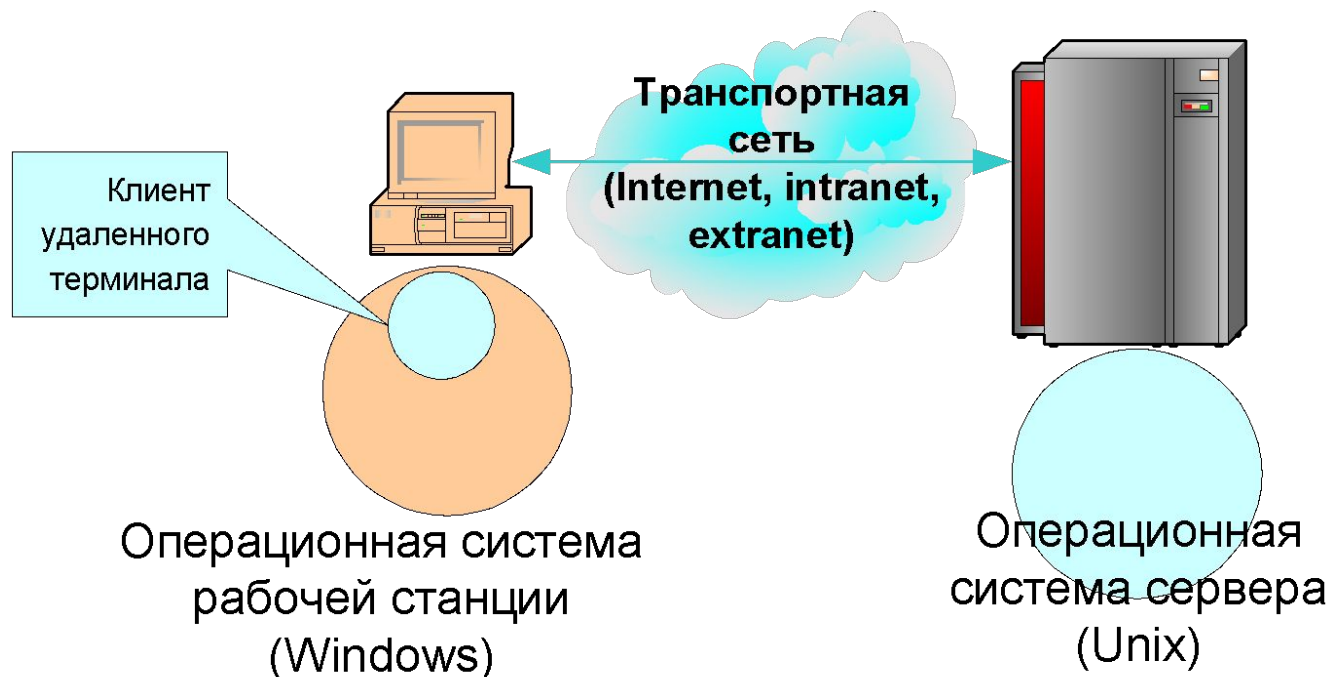 Транспортная
сеть
(Internet, intranet,
extranet)
Клиент
удаленного
терминала
Операционная система
рабочей станции
(Windows)
Операционная
система сервера
(Unix)